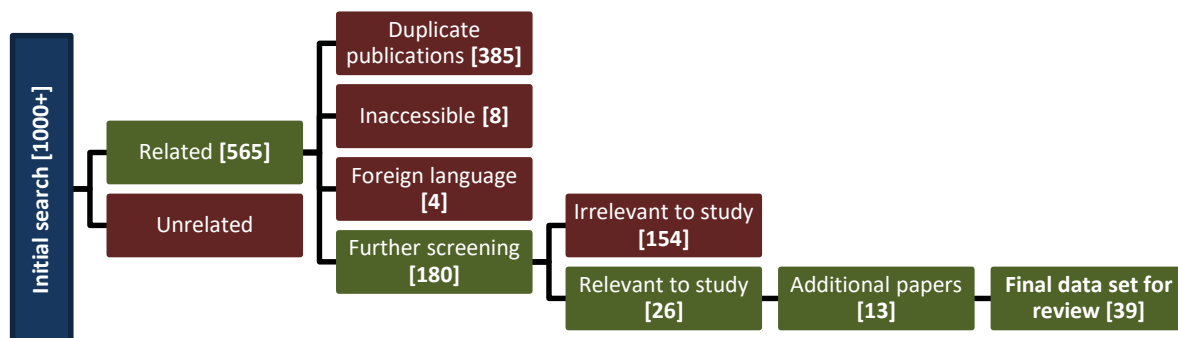 Initial search [1000+]
Related [565]
Unrelated
Duplicate
publications [385]
Inaccessible [8]
Foreign language
[4]
Further screening
[180]
Irrelevant to study
[154]
Relevant to study
[26]
Additional papers
[13]
Final data set for
review [39]